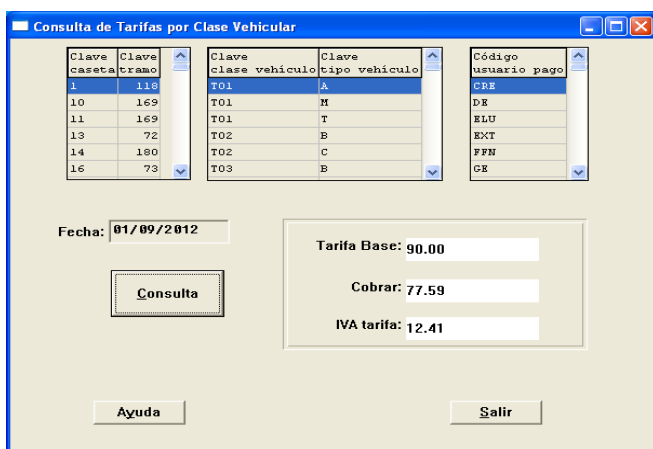 Consulta de Tarifas por Clase Vehicular
Clave Clave
caseta tramo
1 118
10 169
11 169
13 72
14 180
16 73
Clave Clave
clase vehículo tipo vehículo
T01 A
T01 M
T01 T
T02 B
T02 C
T03 B
Código
usuario pago
CRE
DE
ELU
EXT
FFN
GE
Fecha: 01/09/2012
Consulta
Tarifa Base: 90.00
Cobrar: 77.59
IVA tarifa: 12.41
Ayuda
Salir